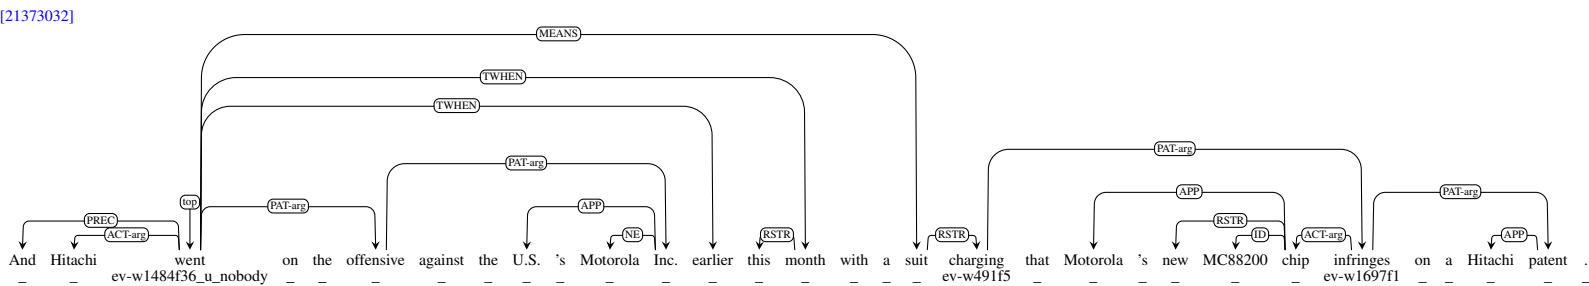 [21373032]
MEANS
TWHEN
TWHEN
PAT-arg PAT-arg
APP APP PAT-arg
top PAT-arg
PREC RSTR
ACT-arg NE RSTR RSTR ID ACT-arg APP
And Hitachi went on the offensive against the U.S. 's Motorola Inc. earlier this month with a suit charging that Motorola 's new MC88200 chip infringes on a Hitachi patent .
_ _ ev-w1484f36_u_nobody _ _ _ _ _ _ _ _ _ _ _ _ _ _ _ ev-w491f5 _ _ _ _ _ _ ev-w1697f1 _ _ _ _ _